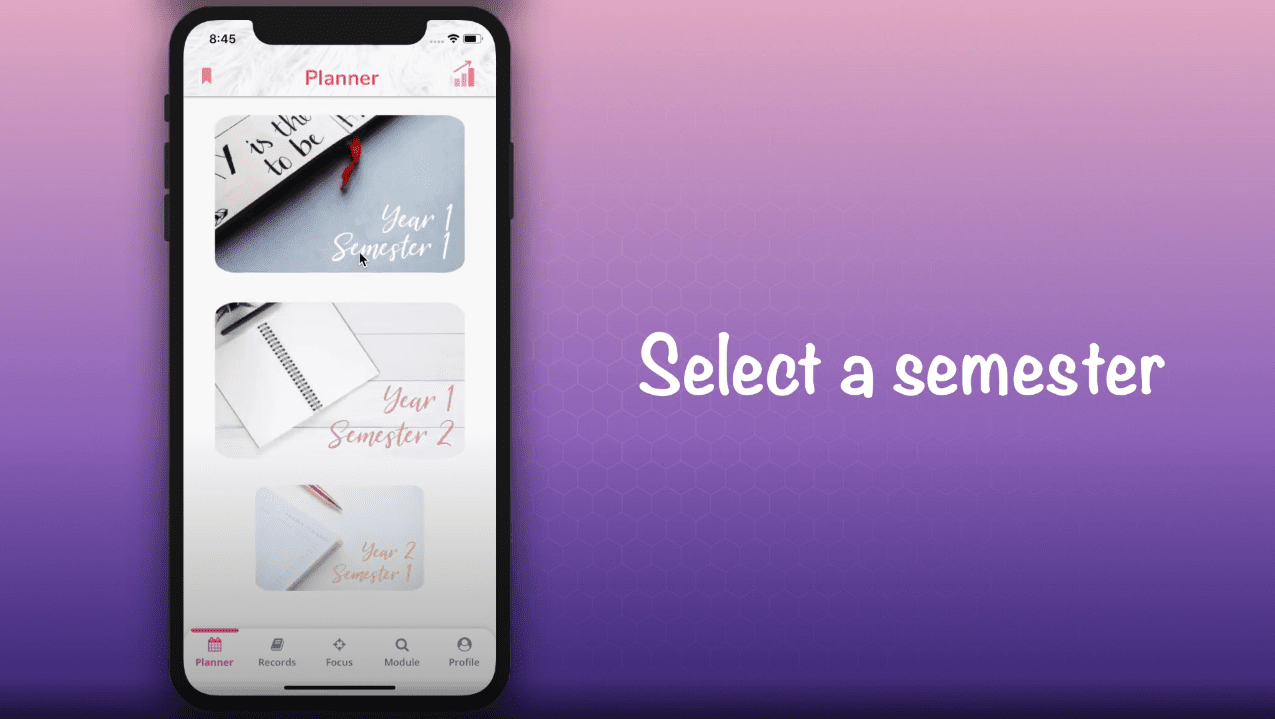 8:45
Planner
Y is the
to be
Year 1
Semester 1
Year 1
Semester 2
Year 2
Semester 1
Select a semester
Planner
Records
Focus
Module
Profile